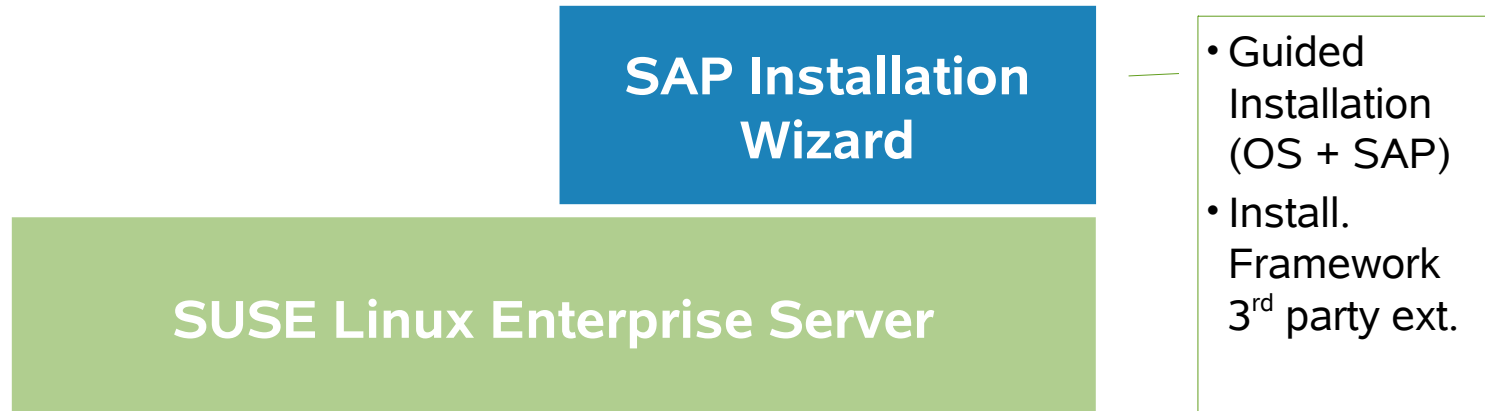 SAP Installation
Wizard
SUSE Linux Enterprise Server
• Guided
Installation
(OS + SAP)
• Install.
Framework
3rd party ext.